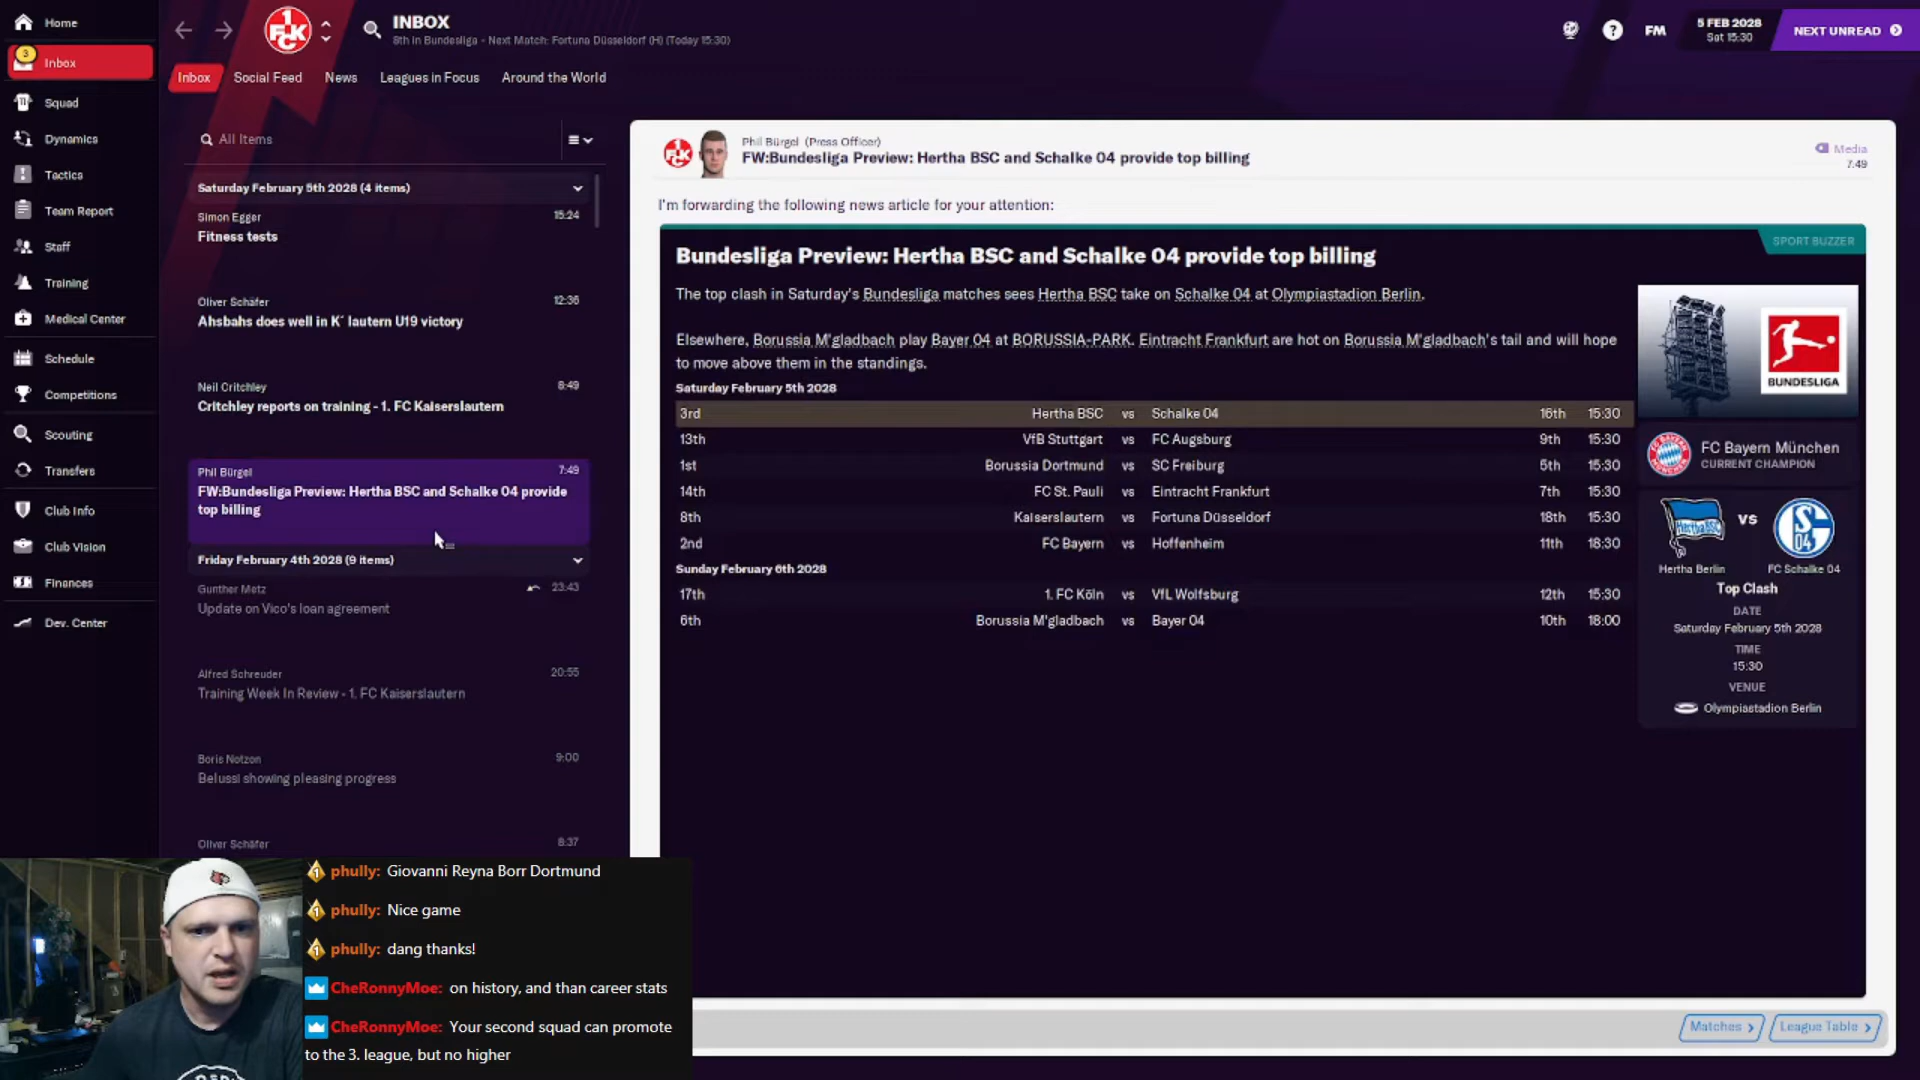 Home
3
Inbox
Squad
Dynamics
Tactics
Team Report
Staff
Training
Medical Center
Schedule
Competitions
Scouting
Transfers
Club Info
Club Vision
Finances
Dev. Center
1
FCK
INBOX
8th in Bundesliga - Next Match: Fortuna Düsseldorf (H) (Today 15:30)
FM
5 FEB 2028
Sat 15:30
NEXT UNREAD
Inbox
Social Feed
News
Leagues in Focus
Around the World
All Items
Saturday February 5th 2028 (4 items)
Simon Egger
15:24
Fitness tests
Oliver Schäfer
12:36
Ahsbahs does well in K´ lautern U19 victory
Neil Critchley
8:49
Critchley reports on training - 1. FC Kaiserslautern
Phil Bürgel
7:49
FW:Bundesliga Preview: Hertha BSC and Schalke 04 provide
top billing
Friday February 4th 2028 (9 items)
Gunther Metz
23:43
Update on Vico's loan agreement
Alfred Schreuder
20:55
Training Week In Review - 1. FC Kaiserslautern
Boris Notzon
9:00
Belussi showing pleasing progress
Oliver Schäfer
8:37
Phil Bürgel (Press Officer)
FW:Bundesliga Preview: Hertha BSC and Schalke 04 provide top billing
Media
7:49
I'm forwarding the following news article for your attention:
SPORT BUZZER
Bundesliga Preview: Hertha BSC and Schalke 04 provide top billing
The top clash in Saturday's Bundesliga matches sees Hertha BSC take on Schalke 04 at Olympiastadion Berlin.
Elsewhere, Borussia M'gladbach play Bayer 04 at BORUSSIA-PARK. Eintracht Frankfurt are hot on Borussia M'gladbach's tail and will hope
to move above them in the standings.
Saturday February 5th 2028
3rd Hertha BSC vs Schalke 04 16th 15:30
13th VfB Stuttgart vs FC Augsburg 9th 15:30
1st Borussia Dortmund vs SC Freiburg 5th 15:30
14th FC St. Pauli vs Eintracht Frankfurt 7th 15:30
8th Kaiserslautern vs Fortuna Düsseldorf 18th 15:30
2nd FC Bayern vs Hoffenheim 11th 18:30
Sunday February 6th 2028
17th 1. FC Köln vs VfL Wolfsburg 12th 15:30
6th Borussia M'gladbach vs Bayer 04 10th 18:00
BUNDESLIGA
FC Bayern München
CURRENT CHAMPION
VS
Hertha Berlin
FC Schalke 04
Top Clash
DATE
Saturday February 5th 2028
TIME
15:30
VENUE
Olympiastadion Berlin
Matches
League Table
phully: Giovanni Reyna Borr Dortmund
phully: Nice game
phully: dang thanks!
CheRonnyMoe: on history, and than career stats
CheRonnyMoe: Your second squad can promote
to the 3. league, but no higher